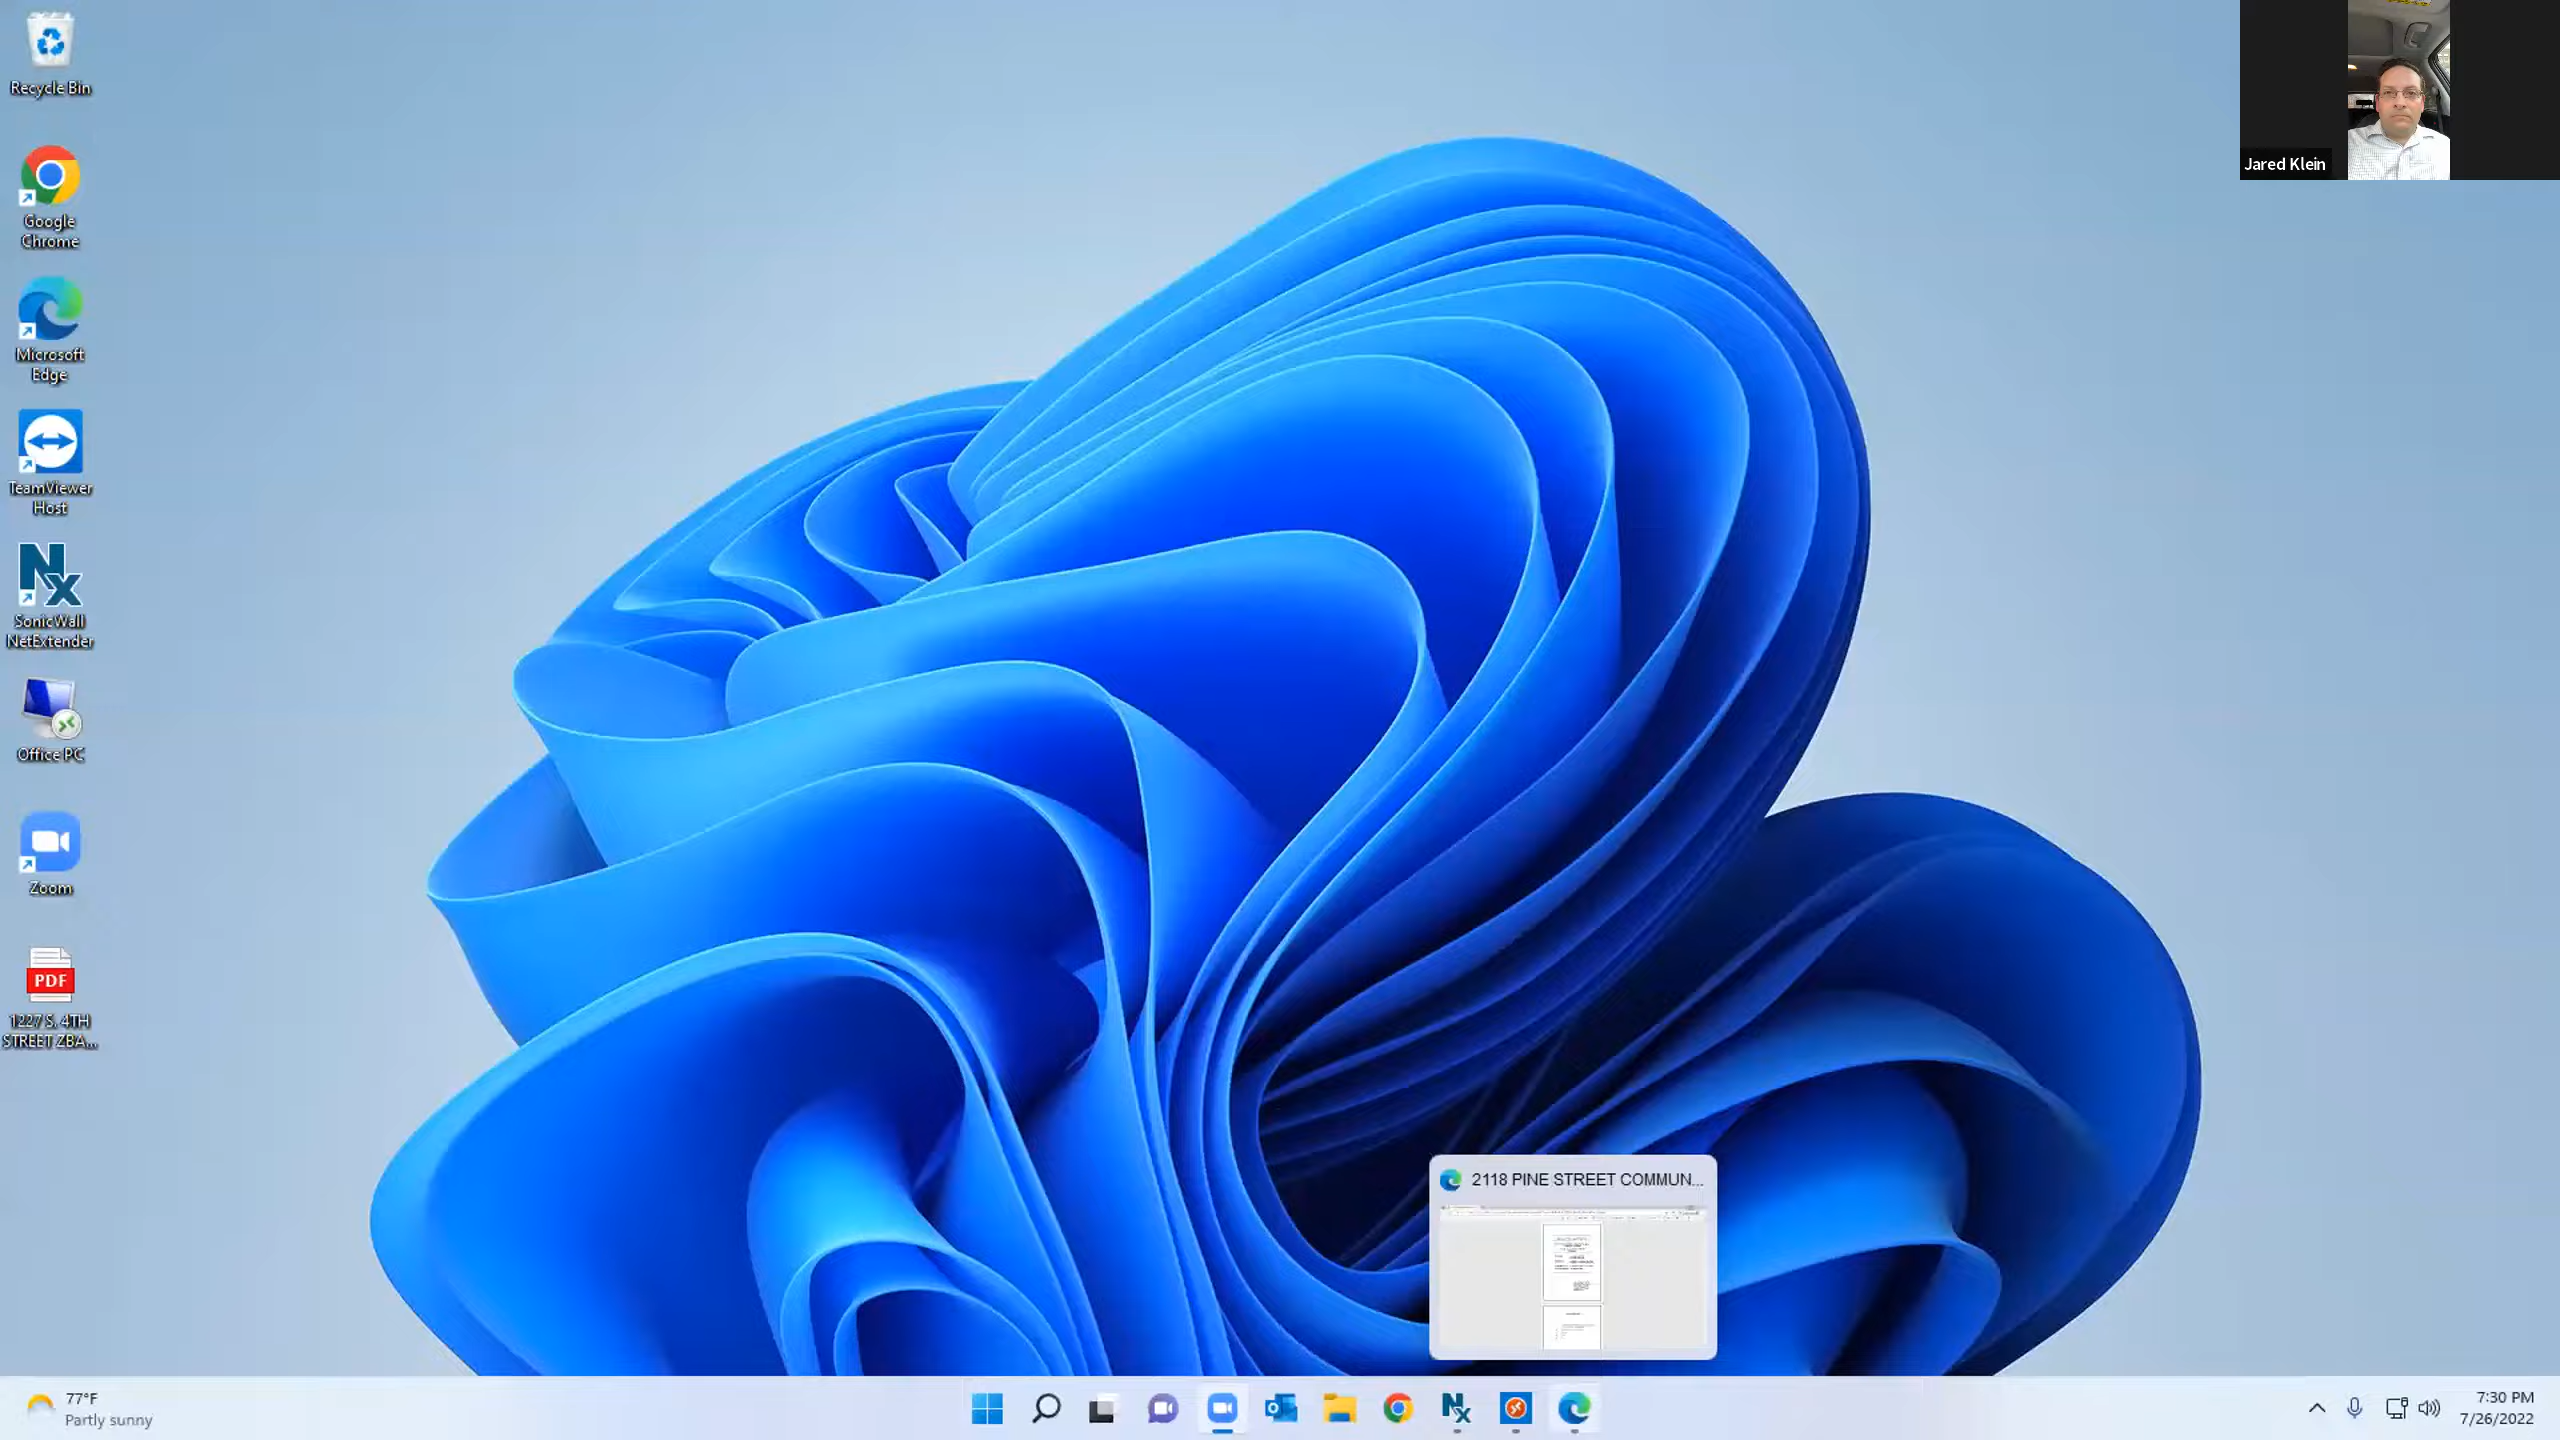 Recycle Bin
Google
Chrome
Microsoft
Edge
TeamViewer
Host
SonicWall
NetExtender
Office PC
Zoom
PDF
1227 S. 4TH
STREET ZBA...
Jared Klein
2118 PINE STREET COMMUN...
77°F
Partly sunny
7:30 PM
7/26/2022